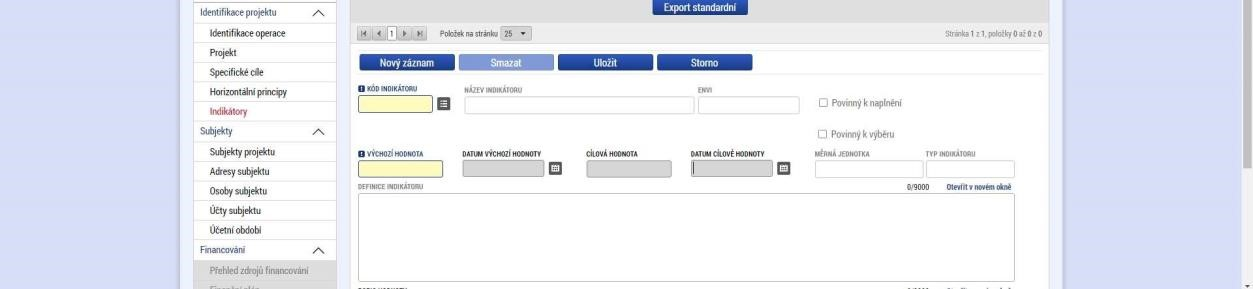 Identifikace projektu
Identifikace operace
Projekt
Specifické cíle
Horizontální principy
Indikátory
Subjekty
Subjekty projektu
Adresy subjektu
Osoby subjektu
Účty subjektu
Účetní období
Financování
Přehled zdrojů financování
Finanční plán
Export standardní
1 Položek na stránku 25 Stránka 1 z 1, položky 0 až 0 z 0
Nový záznam Smazat Uložit Storno
KÓD INDIKÁTORU NÁZEV INDIKÁTORU ENVI
Povinný k naplnění
Povinný k výběru
VÝCHOZÍ HODNOTA DATUM VÝCHOZÍ HODNOTY CÍLOVÁ HODNOTA DATUM CÍLOVÉ HODNOTY MĚRNÁ JEDNOTKA TYP INDIKÁTORU
DEFINICE INDIKÁTORU 0/9000 Otevřít v novém okně